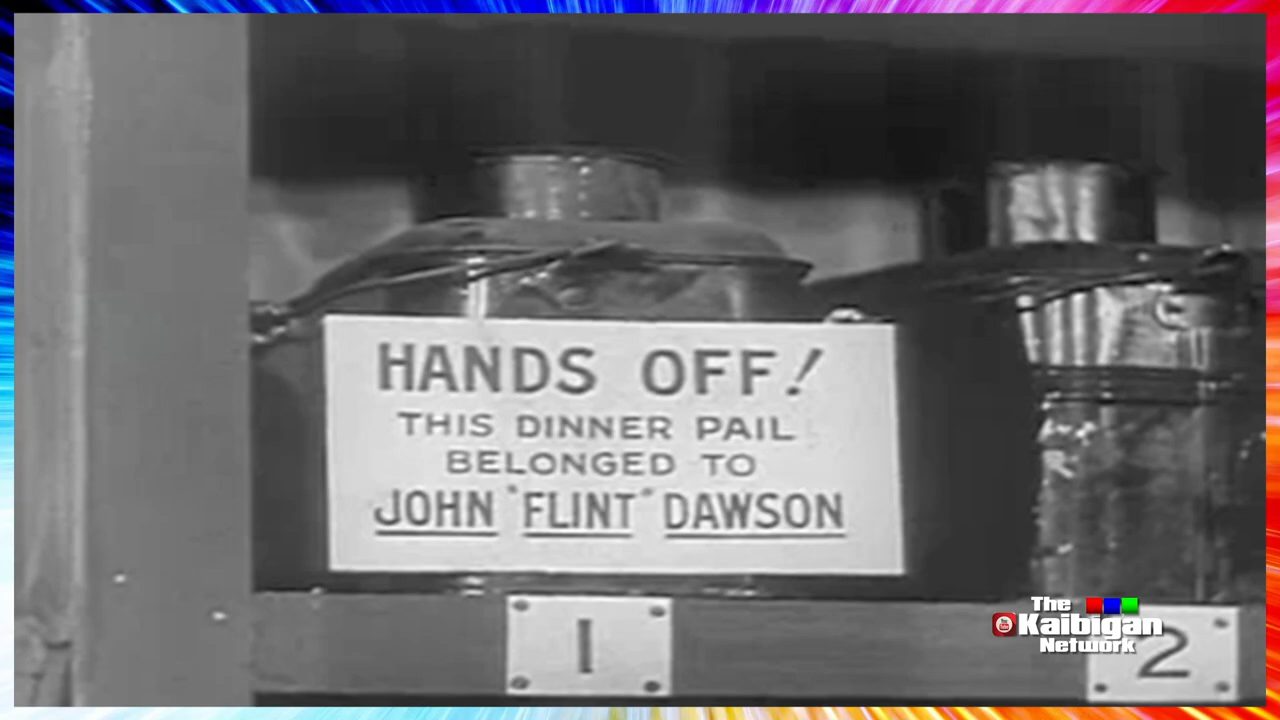 HANDS OFF!
THIS DINNER PAIL
BELONGED TO
JOHN "FLINT" DAWSON
1
2
The
Kaibigan
Network